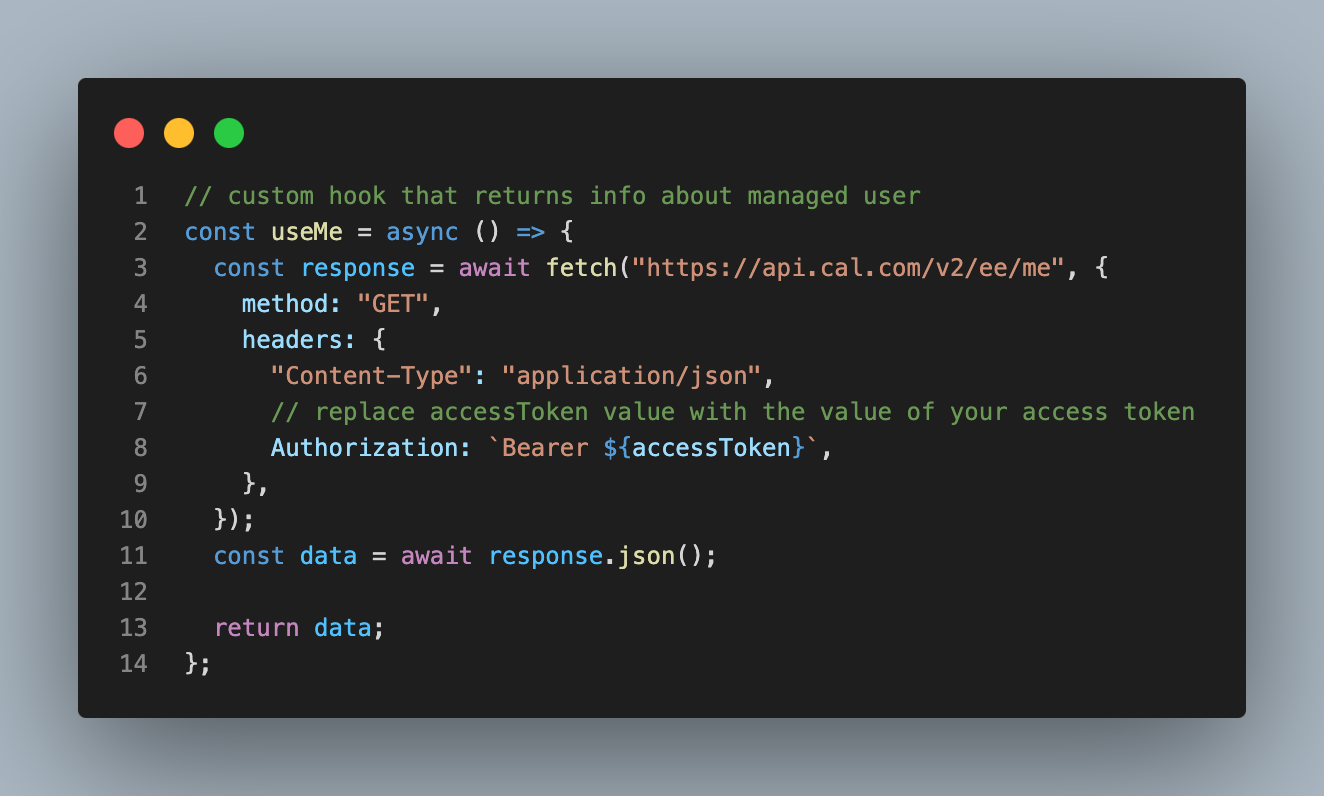 1 // custom hook that returns info about managed user
2 const useMe = async () => {
3   const response = await fetch("https://api.cal.com/v2/ee/me", {
4     method: "GET",
5     headers: {
6       "Content-Type": "application/json",
7       // replace accessToken value with the value of your access token
8       Authorization: `Bearer ${accessToken}`,
9     },
10   });
11   const data = await response.json();
12
13   return data;
14 };